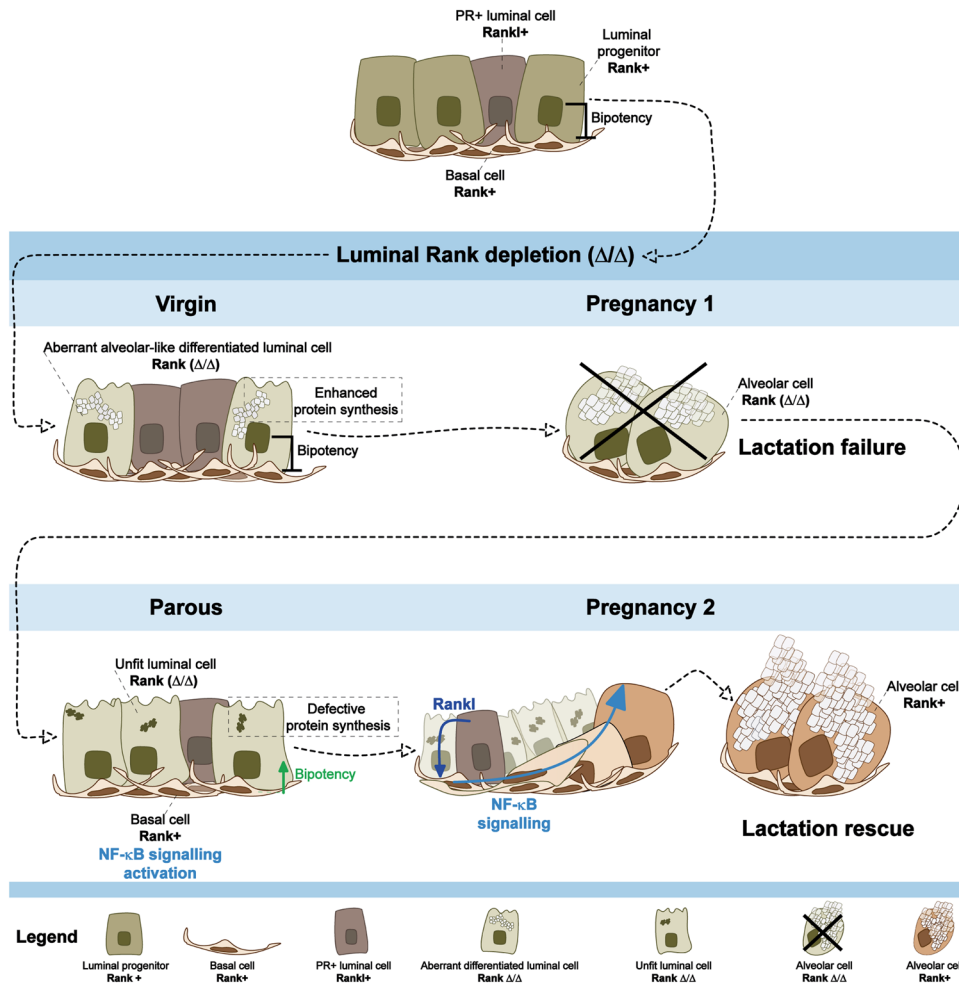 PR+ luminal cell
Rankl+
Luminal
progenitor
Rank+
Bipotency
Basal cell
Rank+
Luminal Rank depletion (Δ/Δ)
Virgin
Pregnancy 1
Aberrant alveolar-like differentiated luminal cell
Rank (Δ/Δ)
Enhanced
protein synthesis
Bipotency
Alveolar cell
Rank (Δ/Δ)
Lactation failure
Parous
Pregnancy 2
Unfit luminal cell
Rank (Δ/Δ)
Defective
protein synthesis
Bipotency
Basal cell
Rank+
NF-κB signalling
activation
Rankl
NF-κB
signalling
Alveolar cell
Rank+
Lactation rescue
Legend
Luminal progenitor
Rank +
Basal cell
Rank+
PR+ luminal cell
Rankl+
Aberrant differentiated luminal cell
Rank Δ/Δ
Unfit luminal cell
Rank Δ/Δ
Alveolar cell
Rank Δ/Δ
Alveolar cell
Rank+